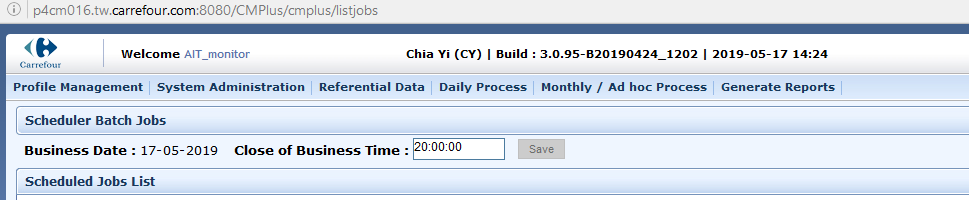 p4cm016.tw.carrefour.com:8080/CMPlus/cmplus/listjobs
Carrefour
Welcome AIT_monitor Chia Yi (CY) | Build : 3.0.95-B20190424_1202 | 2019-05-17 14:24
Profile Management System Administration Referential Data Daily Process Monthly / Ad hoc Process Generate Reports
Scheduler Batch Jobs
Business Date : 17-05-2019 Close of Business Time : 20:00:00 Save
Scheduled Jobs List